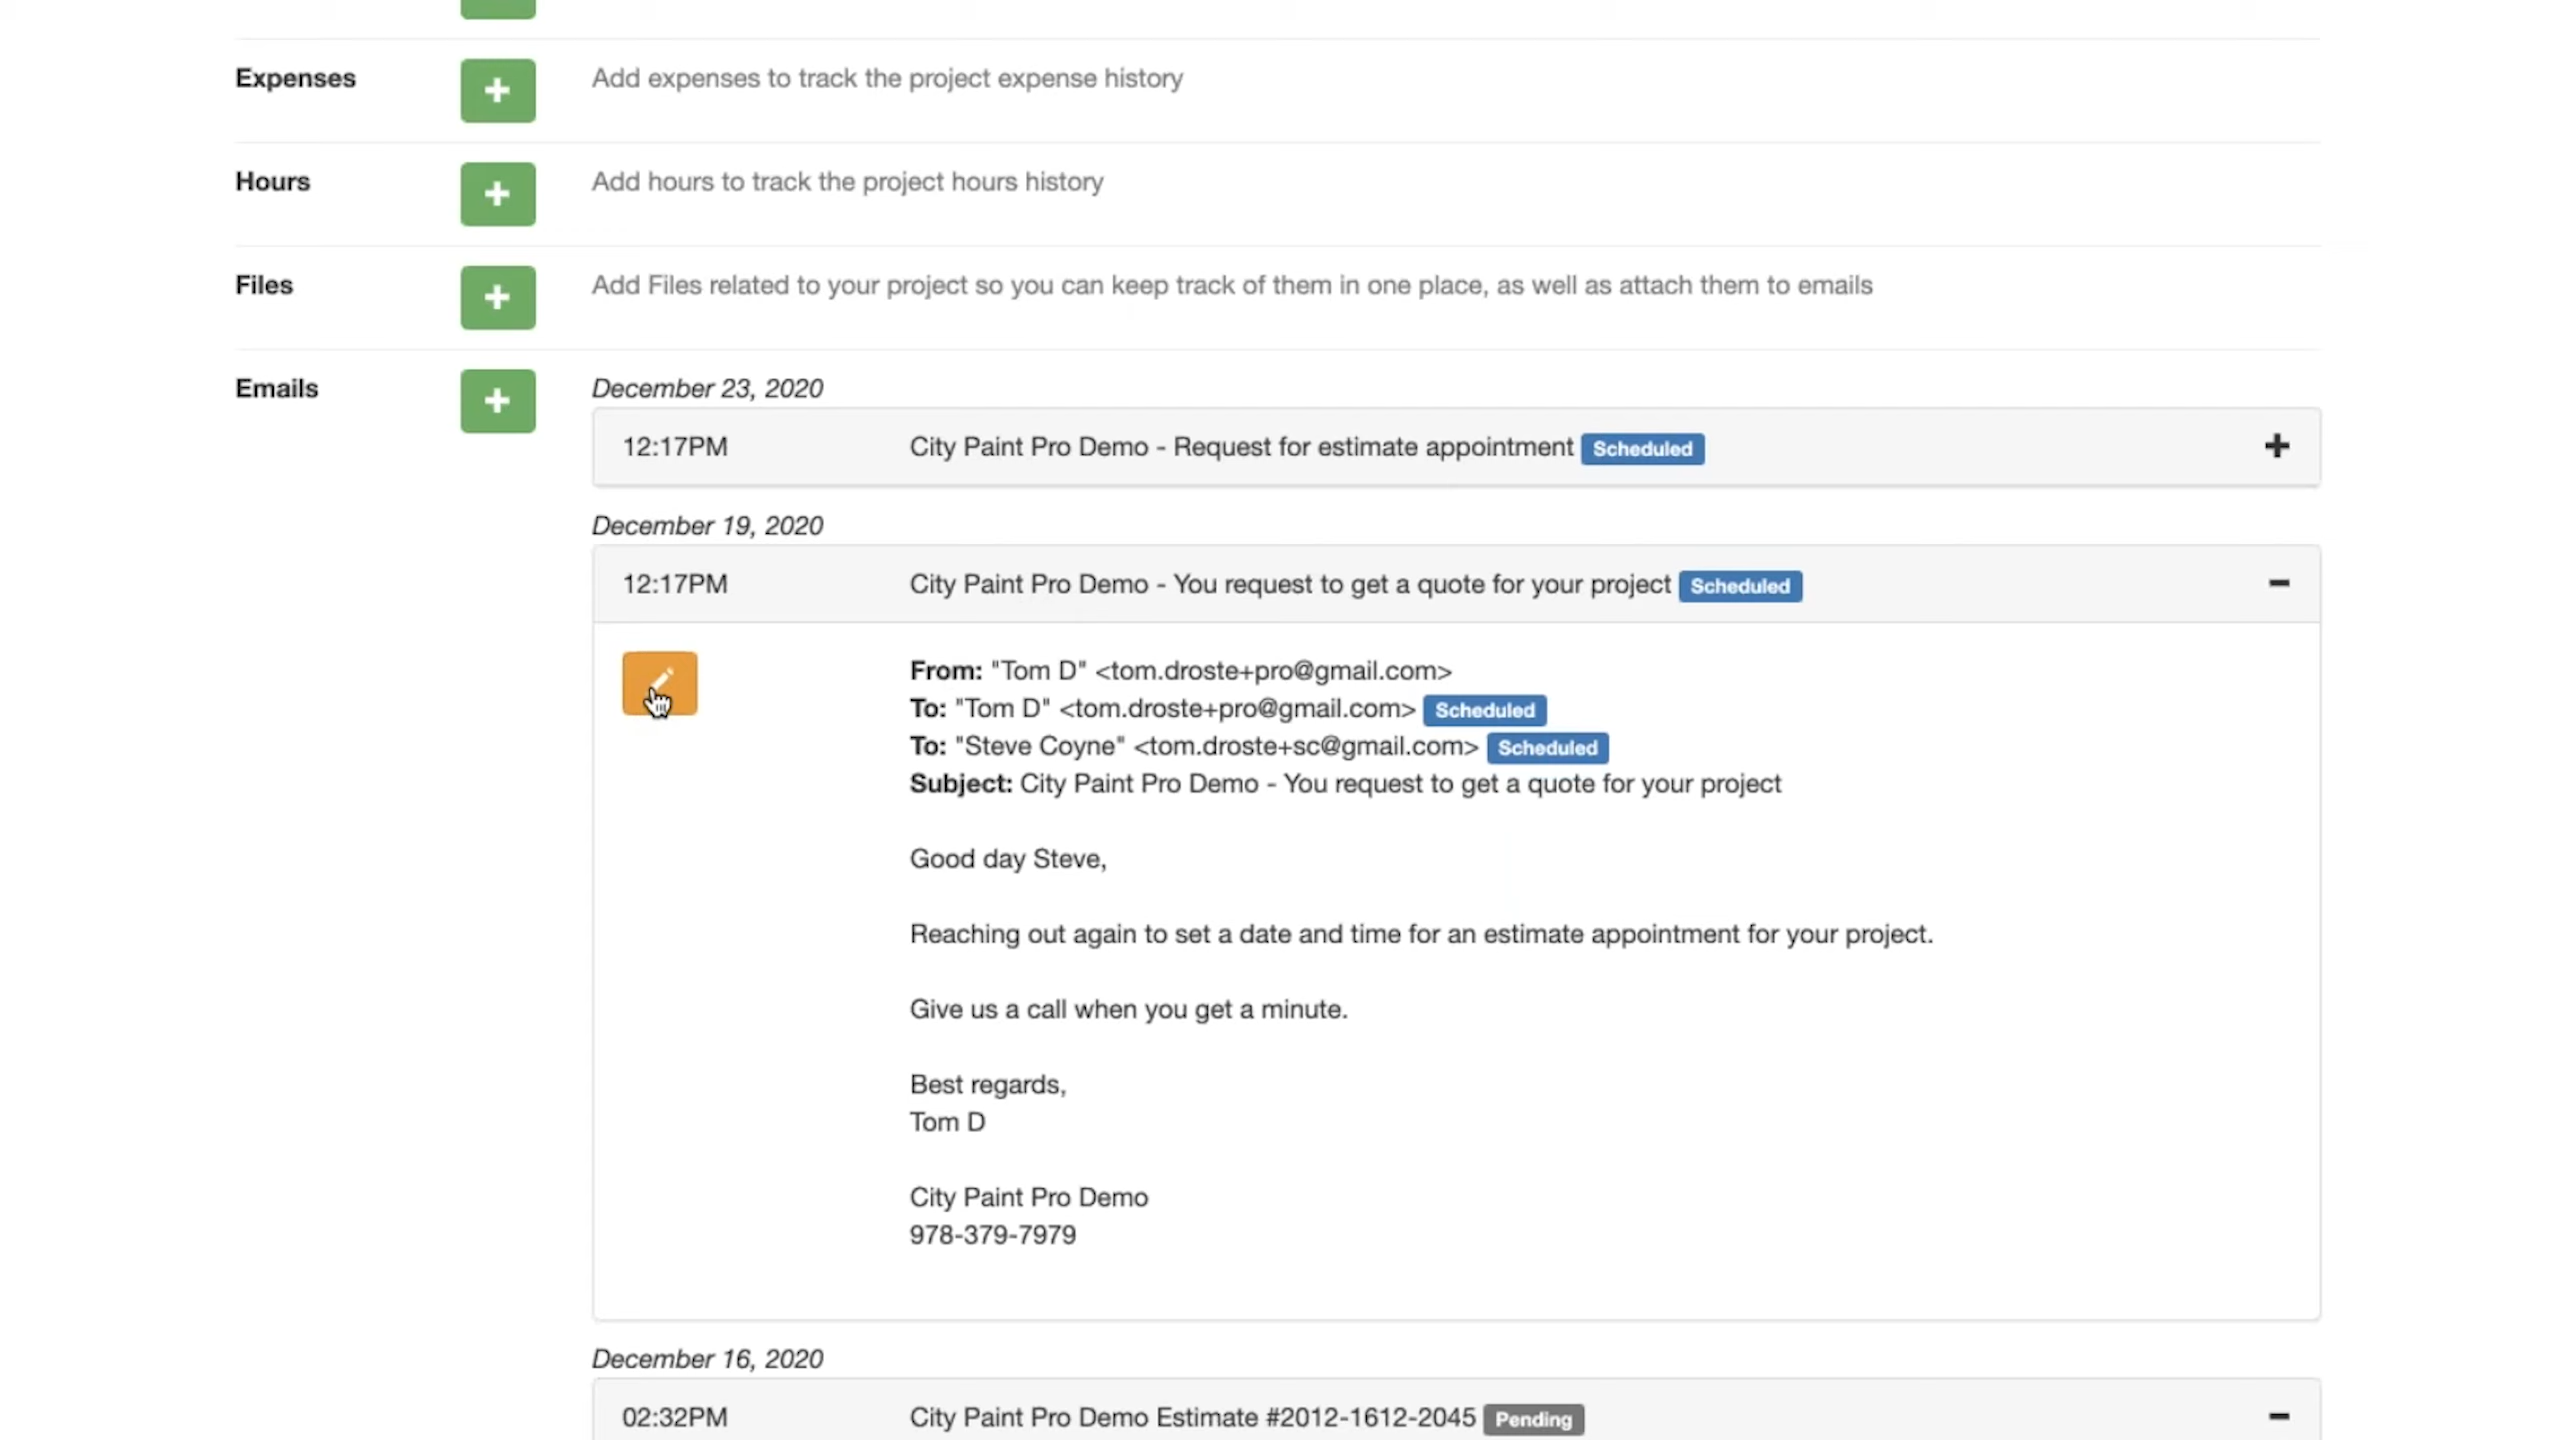 Expenses
Add expenses to track the project expense history
Hours
Add hours to track the project hours history
Files
Add Files related to your project so you can keep track of them in one place, as well as attach them to emails
Emails
December 23, 2020
12:17PM City Paint Pro Demo - Request for estimate appointment Scheduled
December 19, 2020
12:17PM City Paint Pro Demo - You request to get a quote for your project Scheduled
From: "Tom D" <tom.droste+pro@gmail.com>
To: "Tom D" <tom.droste+pro@gmail.com> Scheduled
To: "Steve Coyne" <tom.droste+sc@gmail.com> Scheduled
Subject: City Paint Pro Demo - You request to get a quote for your project
Good day Steve,
Reaching out again to set a date and time for an estimate appointment for your project.
Give us a call when you get a minute.
Best regards,
Tom D
City Paint Pro Demo
978-379-7979
December 16, 2020
02:32PM City Paint Pro Demo Estimate #2012-1612-2045 Pending